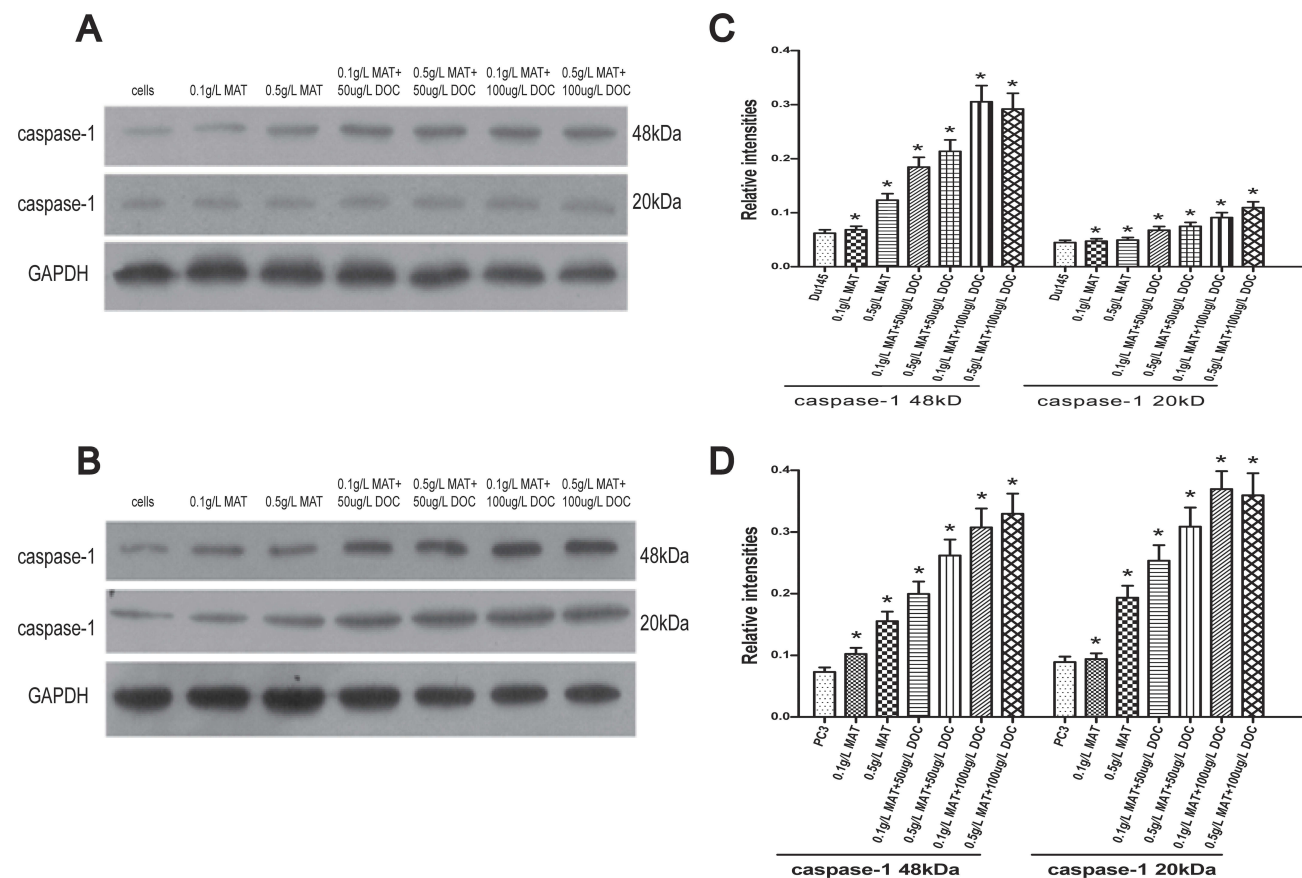 A
cells 0.1g/L MAT 0.5g/L MAT 0.1g/L MAT+ 0.5g/L MAT+ 0.1g/L MAT+ 0.5g/L MAT+
50ug/L DOC 50ug/L DOC 100ug/L DOC 100ug/L DOC
caspase-1 48kDa
caspase-1 20kDa
GAPDH
B
cells 0.1g/L MAT 0.5g/L MAT 0.1g/L MAT+ 0.5g/L MAT+ 0.1g/L MAT+ 0.5g/L MAT+
50ug/L DOC 50ug/L DOC 100ug/L DOC 100ug/L DOC
caspase-1 48kDa
caspase-1 20kDa
GAPDH
C
Relative intensities
0.4
0.3
0.2
0.1
0.0
* * * * * *
* * * * * *
Du145
0.1g/L MAT
0.5g/L MAT
0.1g/L MAT+50ug/L DOC
0.5g/L MAT+50ug/L DOC
0.1g/L MAT+100ug/L DOC
0.5g/L MAT+100ug/L DOC
Du145
0.1g/L MAT
0.5g/L MAT
0.1g/L MAT+50ug/L DOC
0.5g/L MAT+50ug/L DOC
0.1g/L MAT+100ug/L DOC
0.5g/L MAT+100ug/L DOC
caspase-1 48kD
caspase-1 20kD
D
Relative intensities
0.4
0.3
0.2
0.1
0.0
* * * * * *
* * * * * *
PC3
0.1g/L MAT
0.5g/L MAT
0.1g/L MAT+50ug/L DOC
0.5g/L MAT+50ug/L DOC
0.1g/L MAT+100ug/L DOC
0.5g/L MAT+100ug/L DOC
PC3
0.1g/L MAT
0.5g/L MAT
0.1g/L MAT+50ug/L DOC
0.5g/L MAT+50ug/L DOC
0.1g/L MAT+100ug/L DOC
0.5g/L MAT+100ug/L DOC
caspase-1 48kDa
caspase-1 20kDa